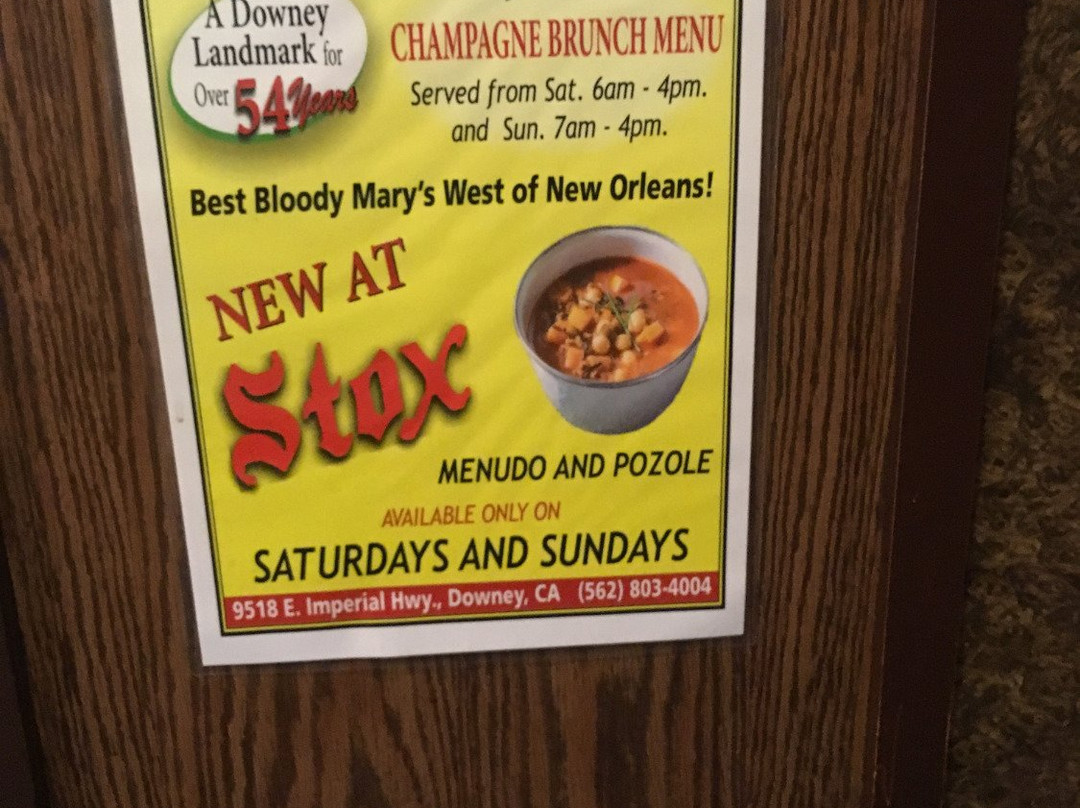 A Downey
Landmark for
Over 54 Years
CHAMPAGNE BRUNCH MENU
Served from Sat. 6am - 4pm.
and Sun. 7am - 4pm.
Best Bloody Mary's West of New Orleans!
NEW AT
Stox
MENUDO AND POZOLE
AVAILABLE ONLY ON
SATURDAYS AND SUNDAYS
9518 E. Imperial Hwy., Downey, CA (562) 803-4004